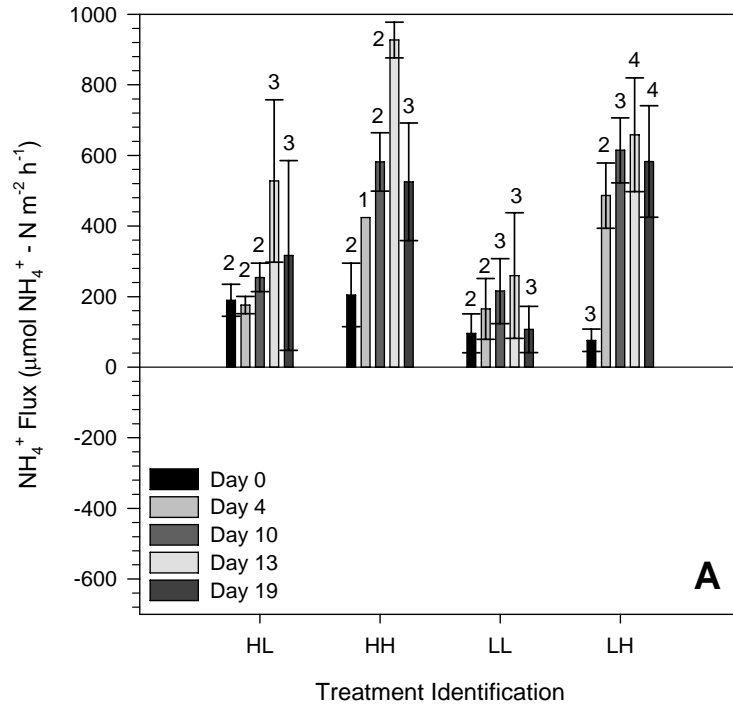 1000
800
600
400
200
0
-200
-400
-600
NH₄⁺ Flux (μmol NH₄⁺ - N m⁻² h⁻¹)
2 2 2 3 3
2 1 2 2 3
2 2 3 3 3
3 2 3 4 4
Day 0
Day 4
Day 10
Day 13
Day 19
A
HL HH LL LH
Treatment Identification